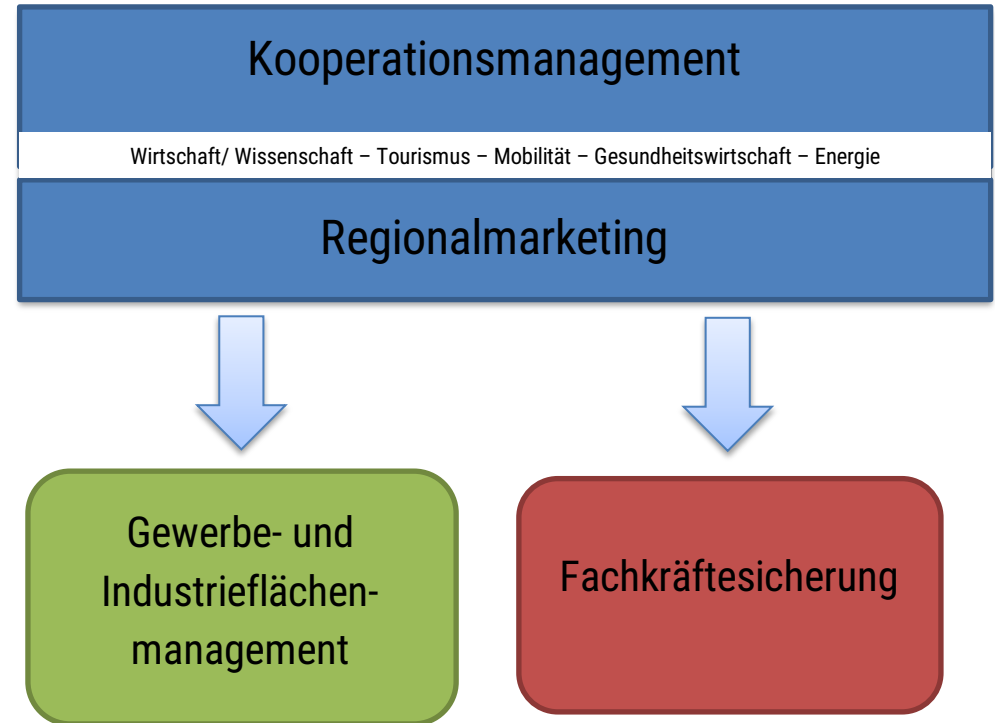 Kooperationsmanagement
Wirtschaft/ Wissenschaft – Tourismus – Mobilität – Gesundheitswirtschaft – Energie
Regionalmarketing
Gewerbe- und
Industrieflächen-
management
Fachkräftesicherung